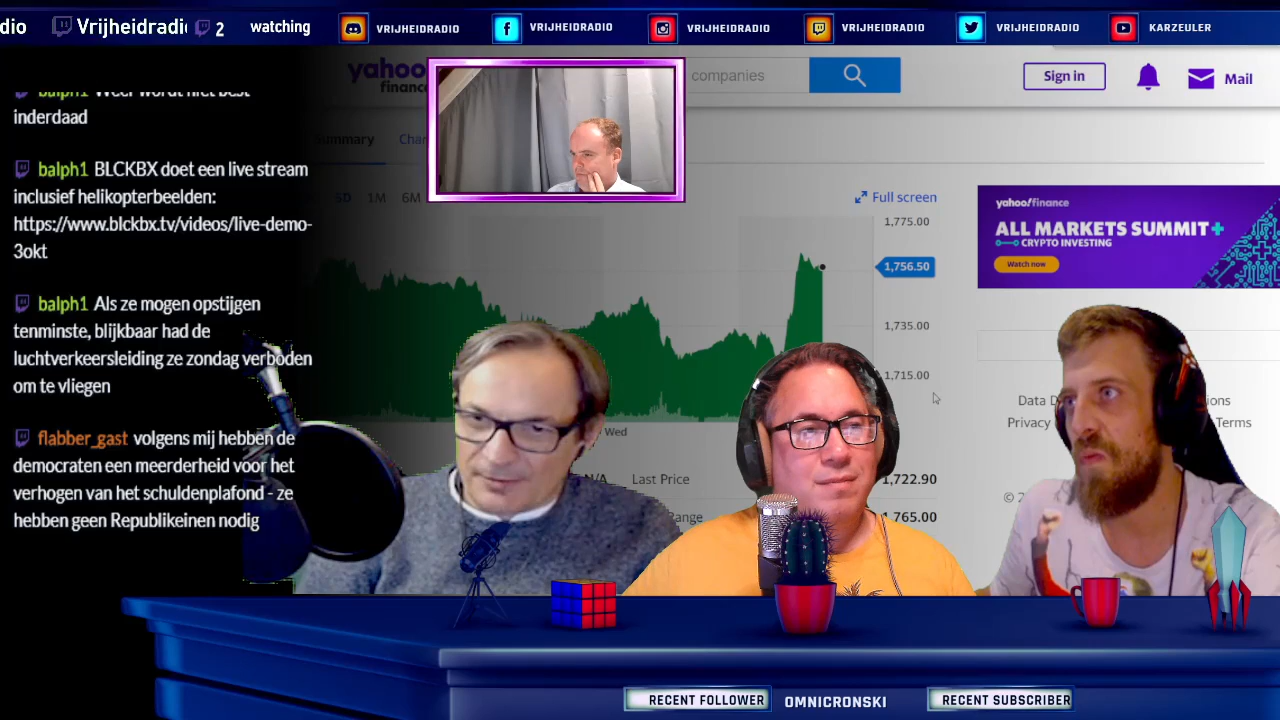 dio
Vrijheidradi
2
watching
VRIJHEIDRADIO
VRIJHEIDRADIO
VRIJHEIDRADIO
VRIJHEIDRADIO
VRIJHEIDRADIO
KARZEULER
balph1 Weer wordt niet best
inderdaad
balph1 BLCKBX doet een live stream
inclusief helikopterbeelden:
https://www.blckbx.tv/videos/live-demo-
3okt
balph1 Als ze mogen opstijgen
tenminste, blijkbaar had de
luchtverkeersleiding ze zondag verboden
om te vliegen
flabber_gast volgens mij hebben de
democraten een meerderheid voor het
verhogen van het schuldenplafond - ze
hebben geen Republikeinen nodig
yahoo
finance
companies
Sign in
Mail
Summary
1M
6M
Full screen
1,775.00
1,756.50
1,735.00
1,715.00
Wed
N/A
Last Price
1,722.90
1,765.00
yahoo/finance
ALL MARKETS SUMMIT+
CRYPTO INVESTING
Watch now
Data
Privacy
Terms
©
RECENT FOLLOWER
OMNICRONSKI
RECENT SUBSCRIBER